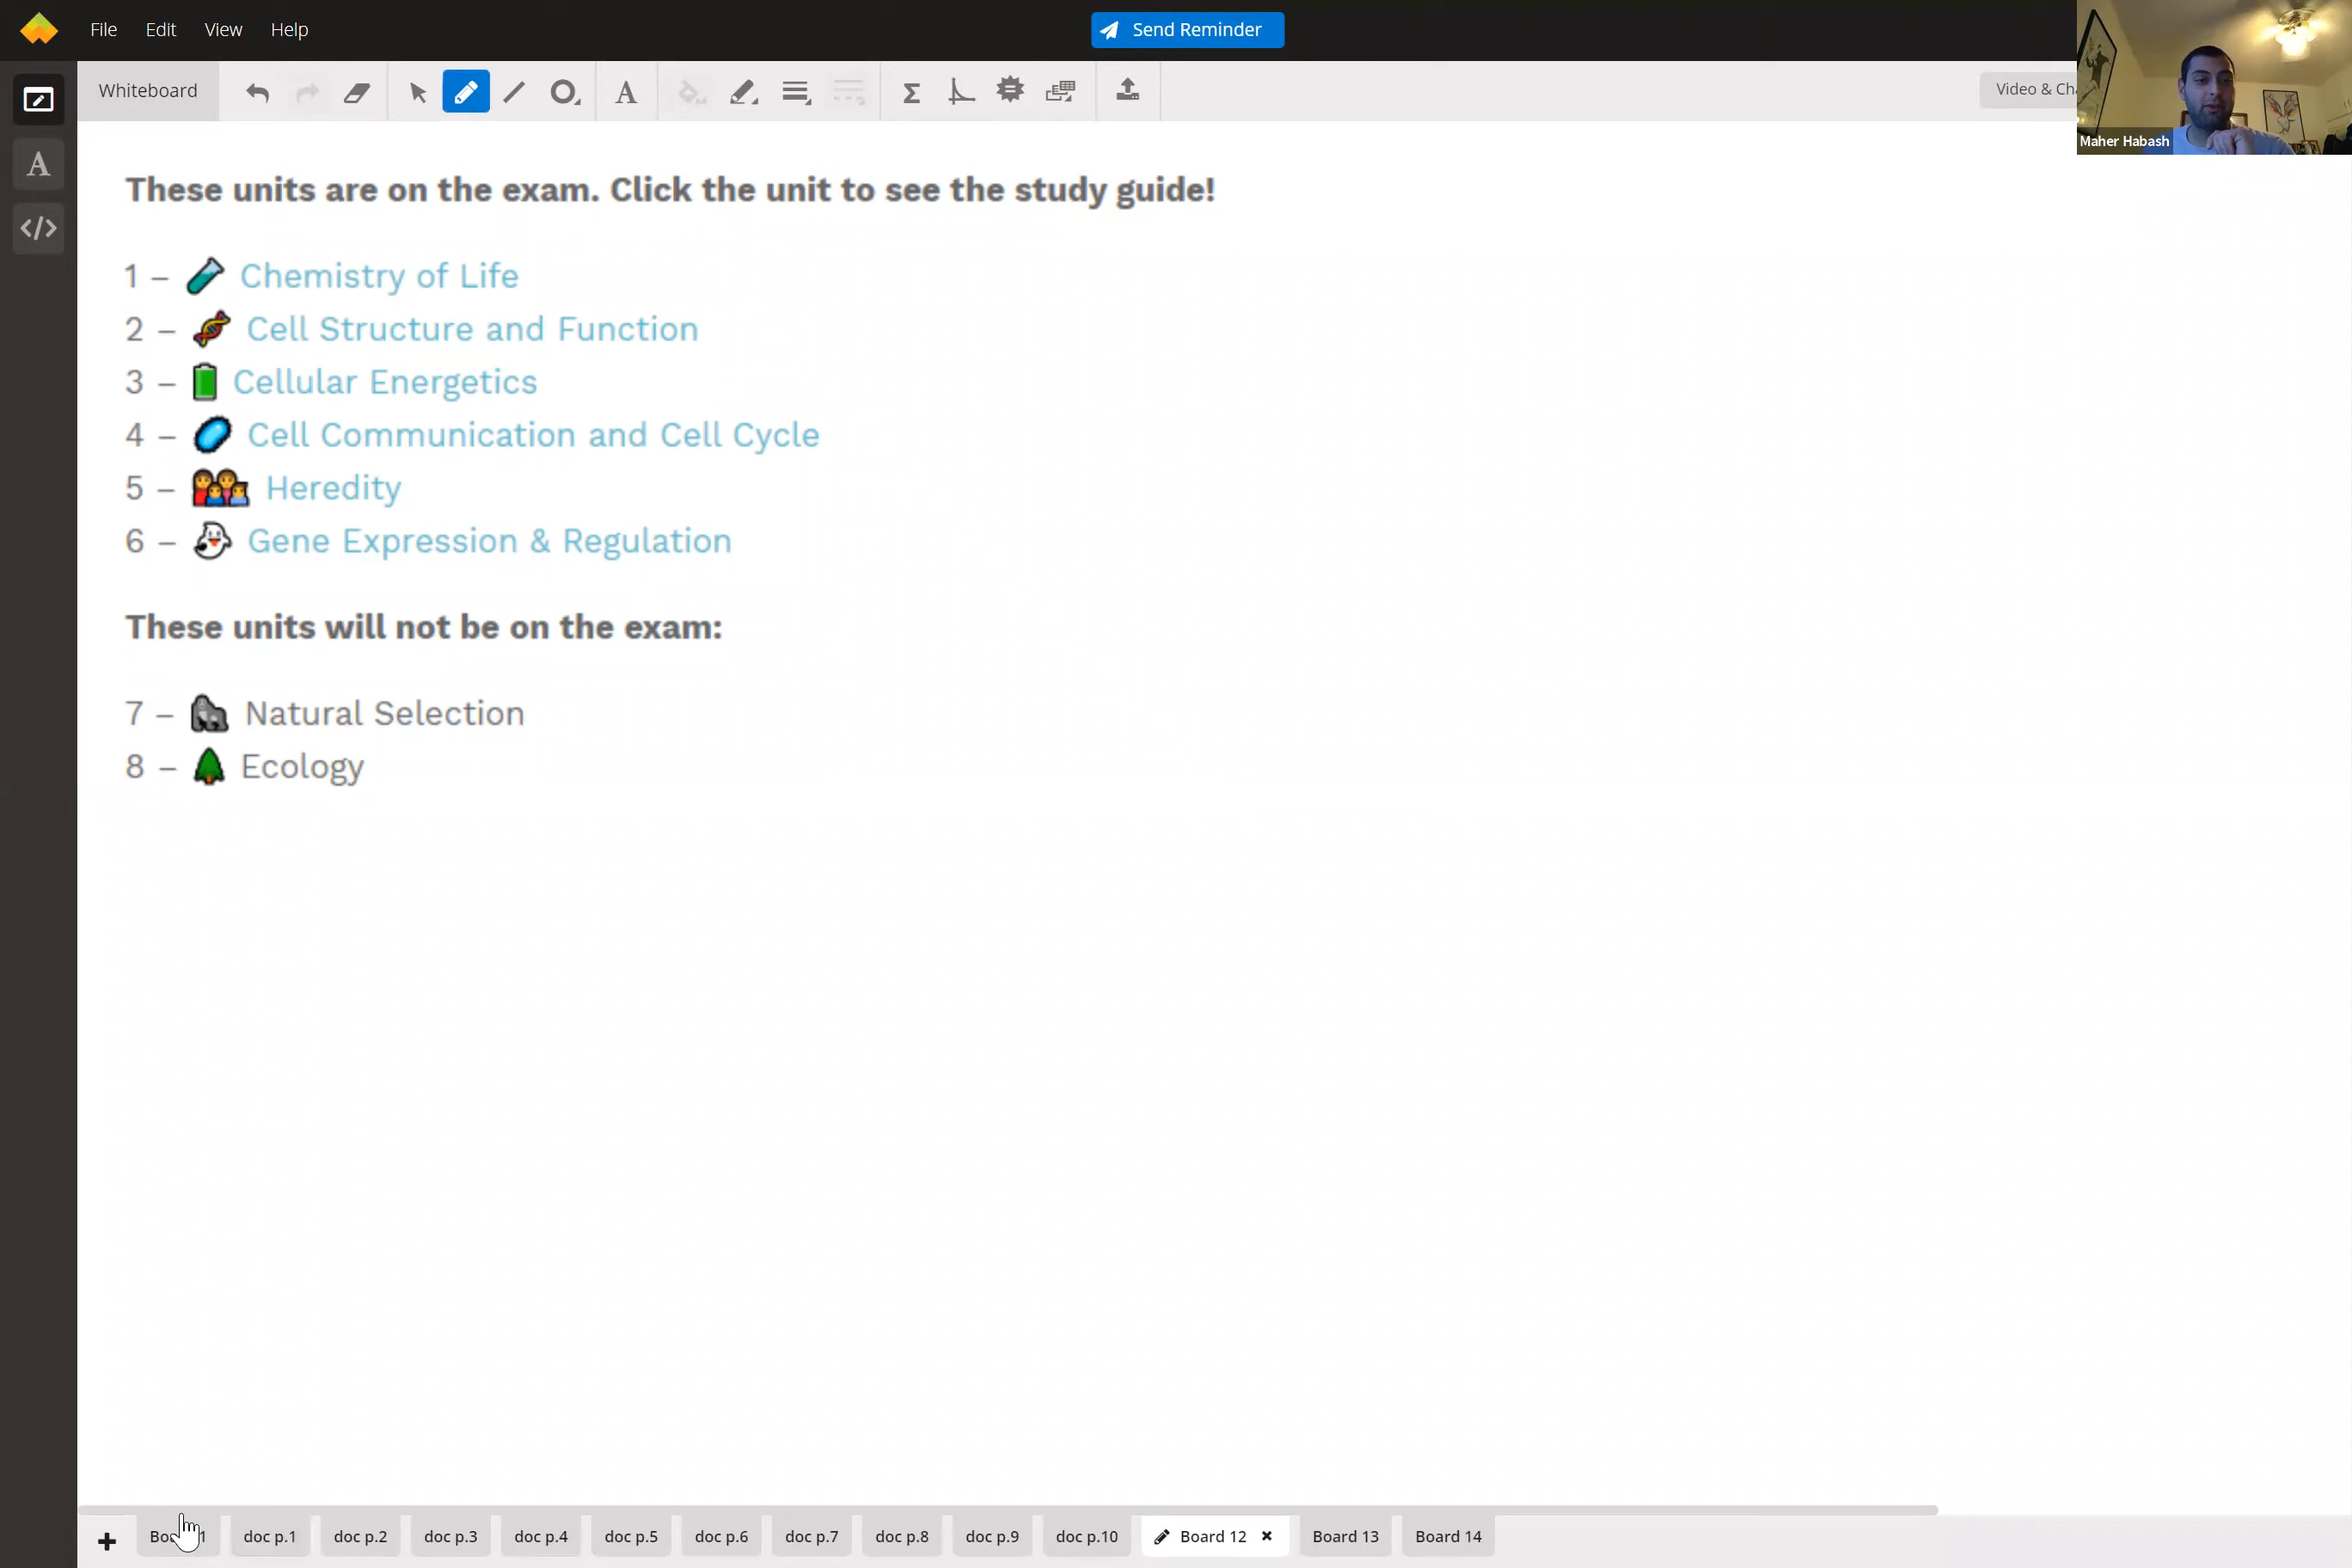 File Edit View Help
Send Reminder
Whiteboard
A
Σ
Video &
Maher Habash
A
</>
These units are on the exam. Click the unit to see the study guide!
1 – Chemistry of Life
2 – Cell Structure and Function
3 – Cellular Energetics
4 – Cell Communication and Cell Cycle
5 – Heredity
6 – Gene Expression & Regulation
These units will not be on the exam:
7 – Natural Selection
8 – Ecology
doc p.1 doc p.2 doc p.3 doc p.4 doc p.5 doc p.6 doc p.7 doc p.8 doc p.9 doc p.10 Board 12 Board 13 Board 14